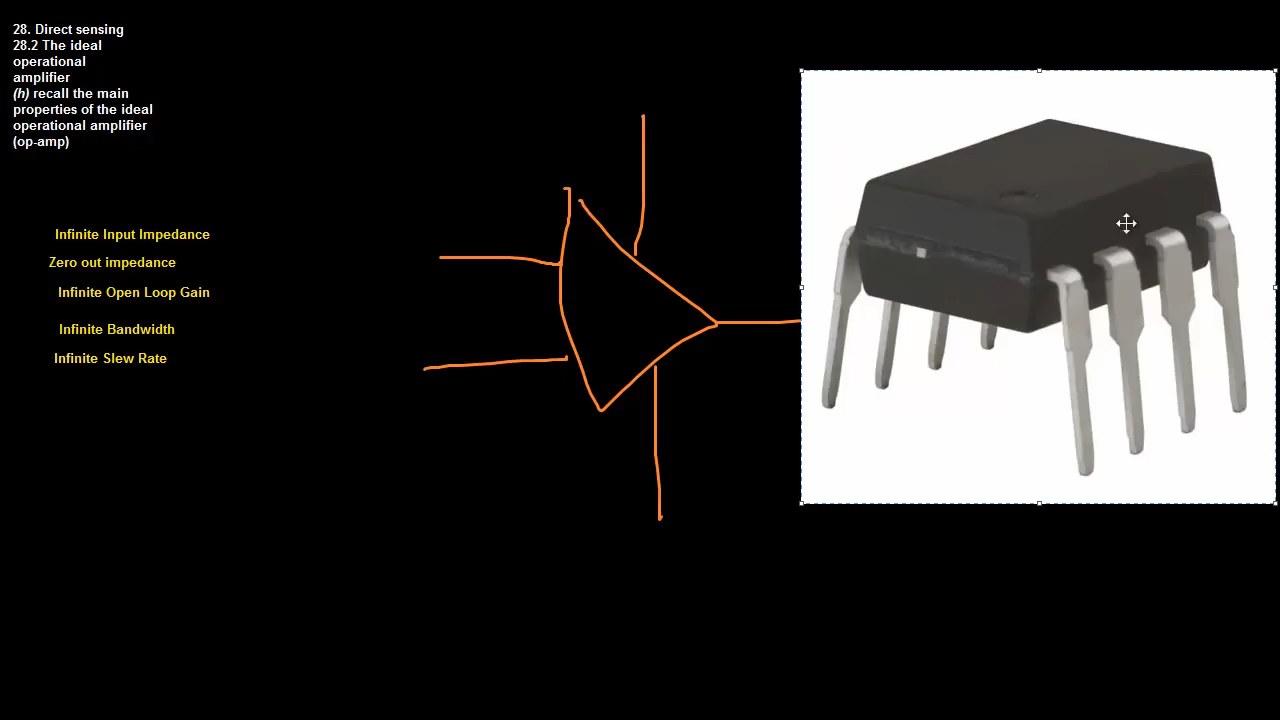 28. Direct sensing
28.2 The ideal
operational
amplifier
(h) recall the main
properties of the ideal
operational amplifier
(op-amp)
Infinite Input Impedance
Zero out impedance
Infinite Open Loop Gain
Infinite Bandwidth
Infinite Slew Rate